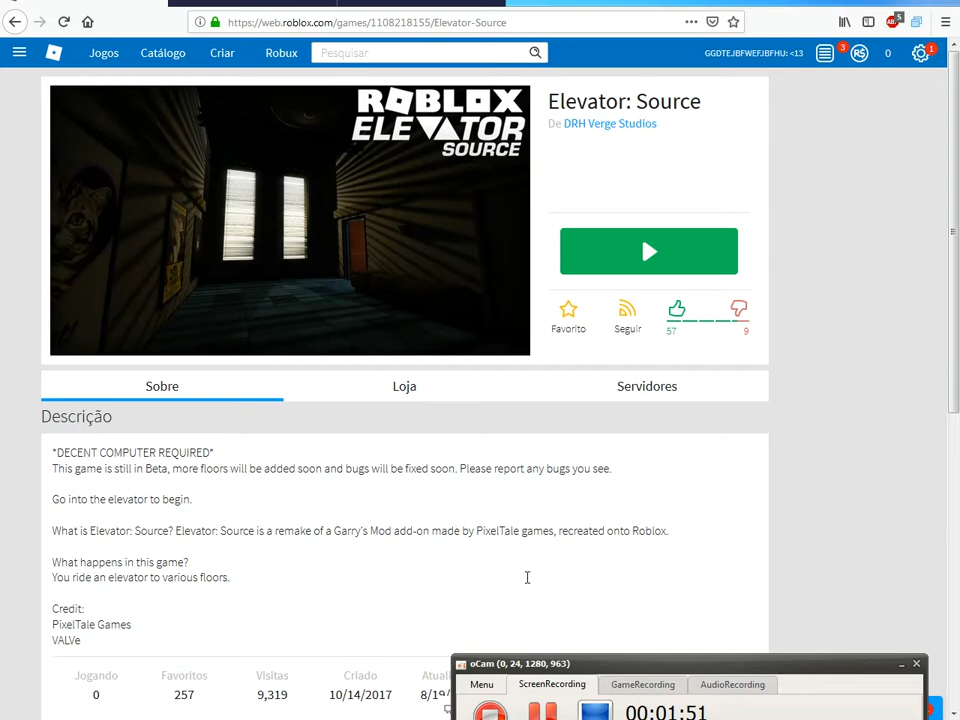 https://web.roblox.com/games/1108218155/Elevator-Source
5
Jogos
Catálogo
Criar
Robux
Pesquisar
GGDTEJBFWEFJBFHU: <13
3
R$
0
1
ROBLOX
ELEVATOR
SOURCE
Elevator: Source
De DRH Verge Studios
Favorito
Seguir
57
9
Sobre
Loja
Servidores
Descrição
*DECENT COMPUTER REQUIRED*
This game is still in Beta, more floors will be added soon and bugs will be fixed soon. Please report any bugs you see.
Go into the elevator to begin.
What is Elevator: Source? Elevator: Source is a remake of a Garry's Mod add-on made by PixelTale games, recreated onto Roblox.
What happens in this game?
You ride an elevator to various floors.
Credit:
PixelTale Games
VALVe
Jogando
Favoritos
Visitas
Criado
0
257
9,319
10/14/2017
oCam (0, 24, 1280, 963)
Menu
ScreenRecording
GameRecording
AudioRecording
00:01:51